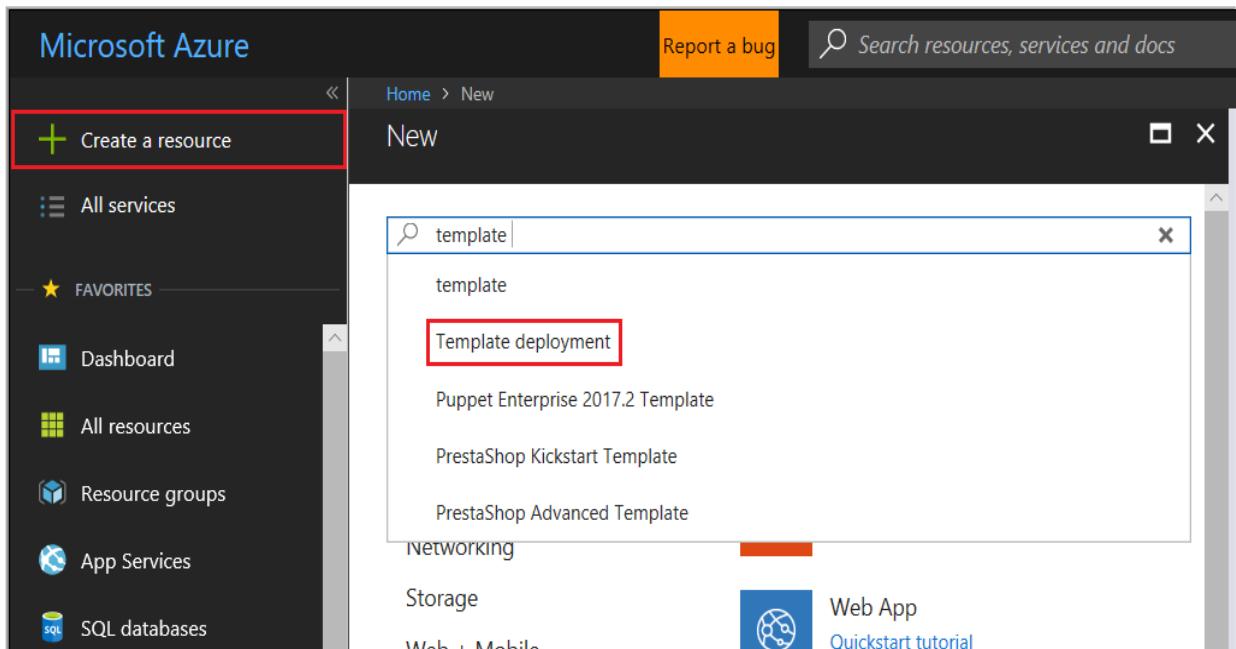 Microsoft Azure
Report a bug
Search resources, services and docs
«
Home > New
Create a resource
New
All services
template
FAVORITES
template
Template deployment
Dashboard
Puppet Enterprise 2017.2 Template
All resources
PrestaShop Kickstart Template
Resource groups
PrestaShop Advanced Template
Networking
App Services
Storage
Web App
SQL
SQL databases
Web + Mobile
Quickstart tutorial